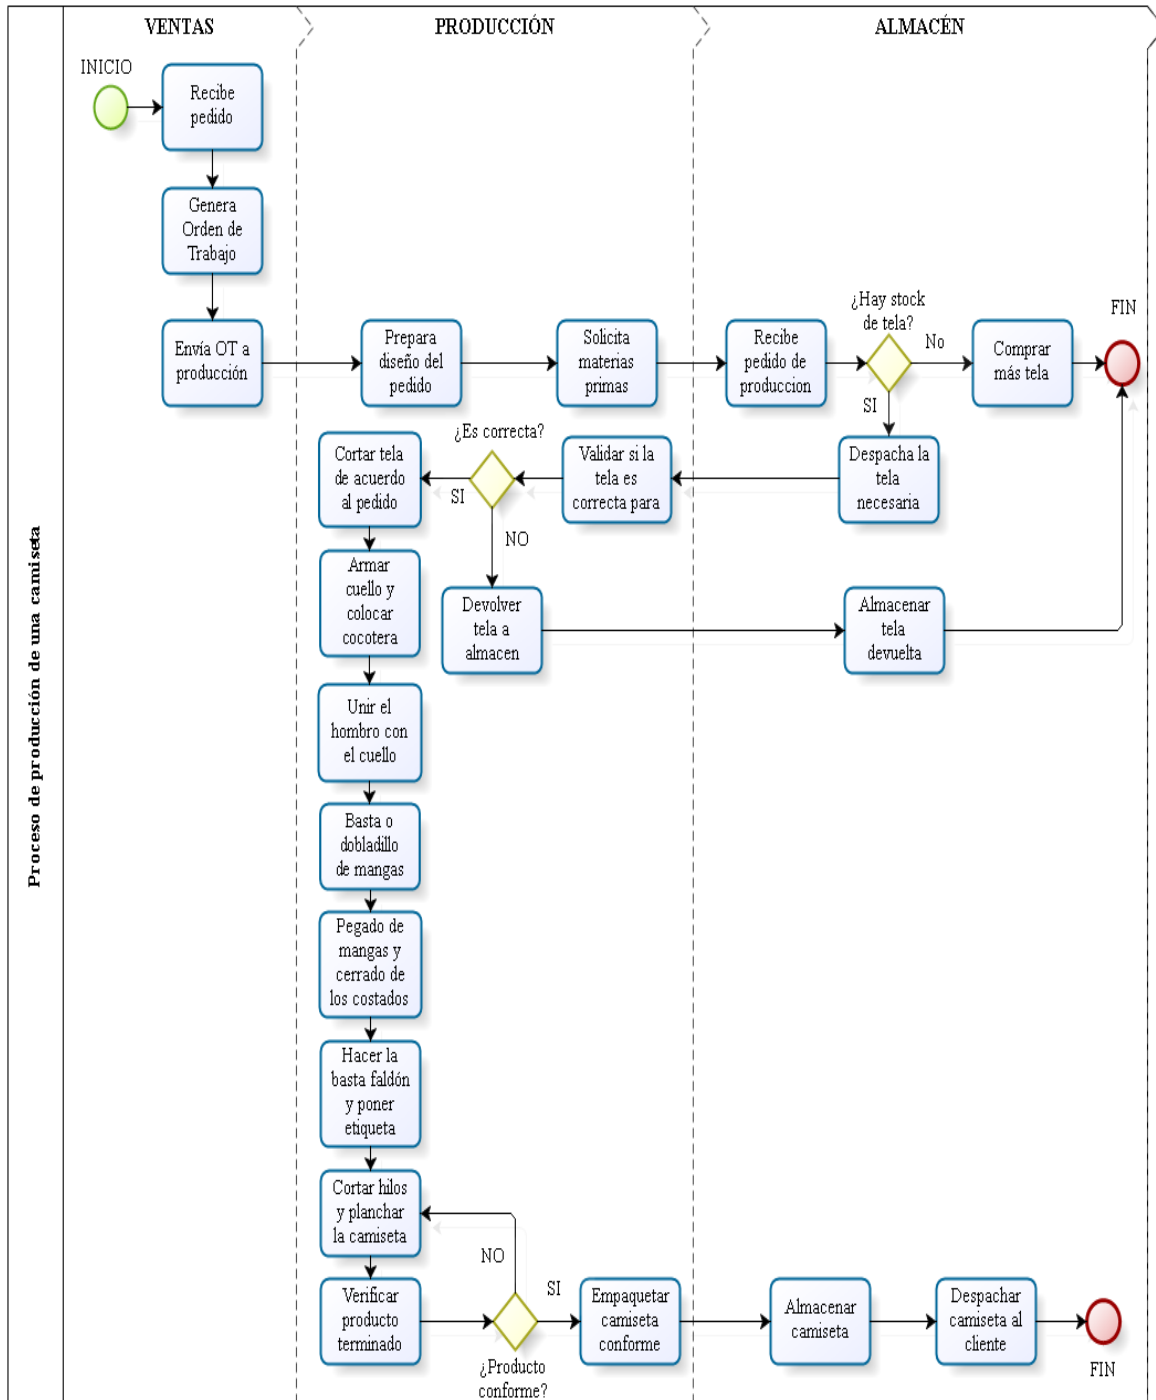 VENTAS
PRODUCCIÓN
ALMACÉN
Proceso de producción de una camiseta
INICIO
Recibe
pedido
Genera
Orden de
Trabajo
Envía OT a
producción
Prepara
diseño del
pedido
Solicita
materias
primas
Recibe
pedido de
produccion
¿Hay stock
de tela?
No
SI
Comprar
más tela
FIN
Despacha la
tela
necesaria
Validar si la
tela es
correcta para
¿Es correcta?
SI
NO
Cortar tela
de acuerdo
al pedido
Devolver
tela a
almacen
Almacenar
tela
devuelta
Armar
cuello y
colocar
cocotera
Unir el
hombro con
el cuello
Basta o
dobladillo
de mangas
Pegado de
mangas y
cerrado de
los costados
Hacer la
basta faldón
y poner
etiqueta
Cortar hilos
y planchar
la camiseta
Verificar
producto
terminado
¿Producto
conforme?
NO
SI
Empaquetar
camiseta
conforme
Almacenar
camiseta
Despachar
camiseta al
cliente
FIN